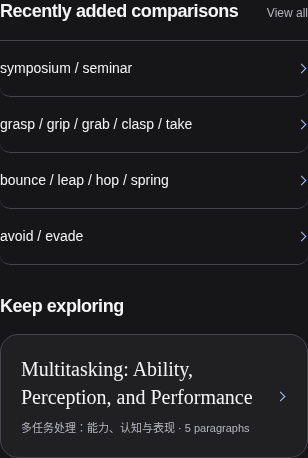 Recently added comparisons
View all
symposium / seminar
grasp / grip / grab / clasp / take
bounce / leap / hop / spring
avoid / evade
Keep exploring
Multitasking: Ability,
Perception, and Performance
多任务处理：能力、认知与表现 · 5 paragraphs